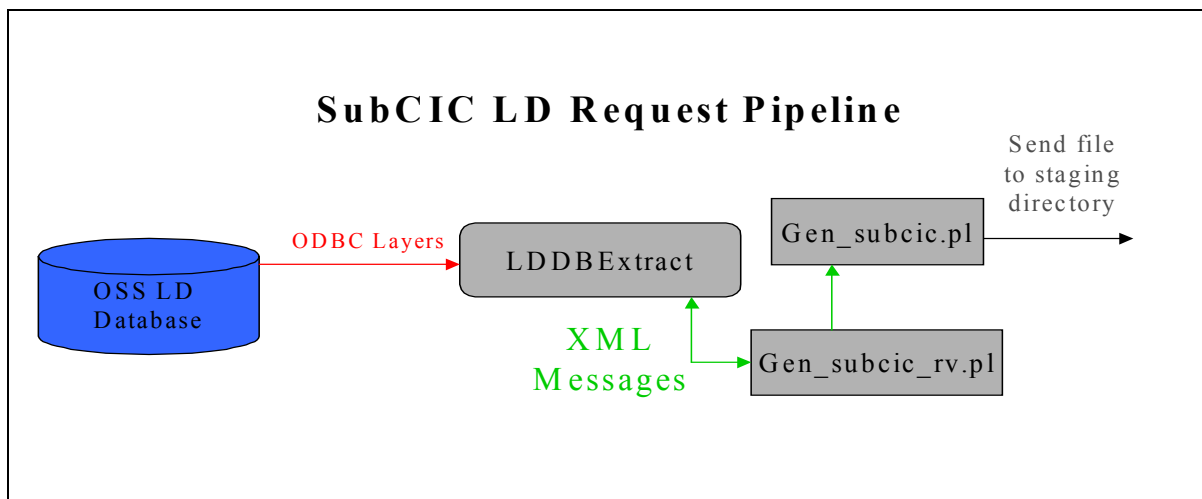 SubCIC LD Request Pipeline
Send file
to staging
directory
Gen_subcic.pl
ODBC Layers
LDDBExtract
OSS LD
Database
XML
Messages
Gen_subcic_rv.pl